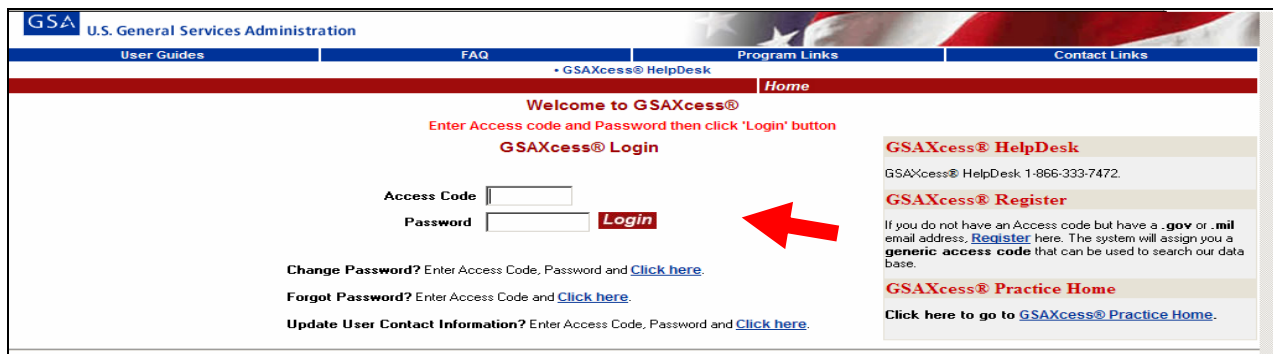 GSA U.S. General Services Administration
User Guides FAQ Program Links Contact Links
• GSAXcess® HelpDesk
Home
Welcome to GSAXcess®
Enter Access code and Password then click 'Login' button
GSAXcess® Login
Access Code
Password Login
Change Password? Enter Access Code, Password and Click here.
Forgot Password? Enter Access Code and Click here.
Update User Contact Information? Enter Access Code, Password and Click here.
GSAXcess® HelpDesk
GSAXcess® HelpDesk 1-866-333-7472.
GSAXcess® Register
If you do not have an Access code but have a .gov or .mil
email address, Register here. The system will assign you a
generic access code that can be used to search our data
base.
GSAXcess® Practice Home
Click here to go to GSAXcess® Practice Home.